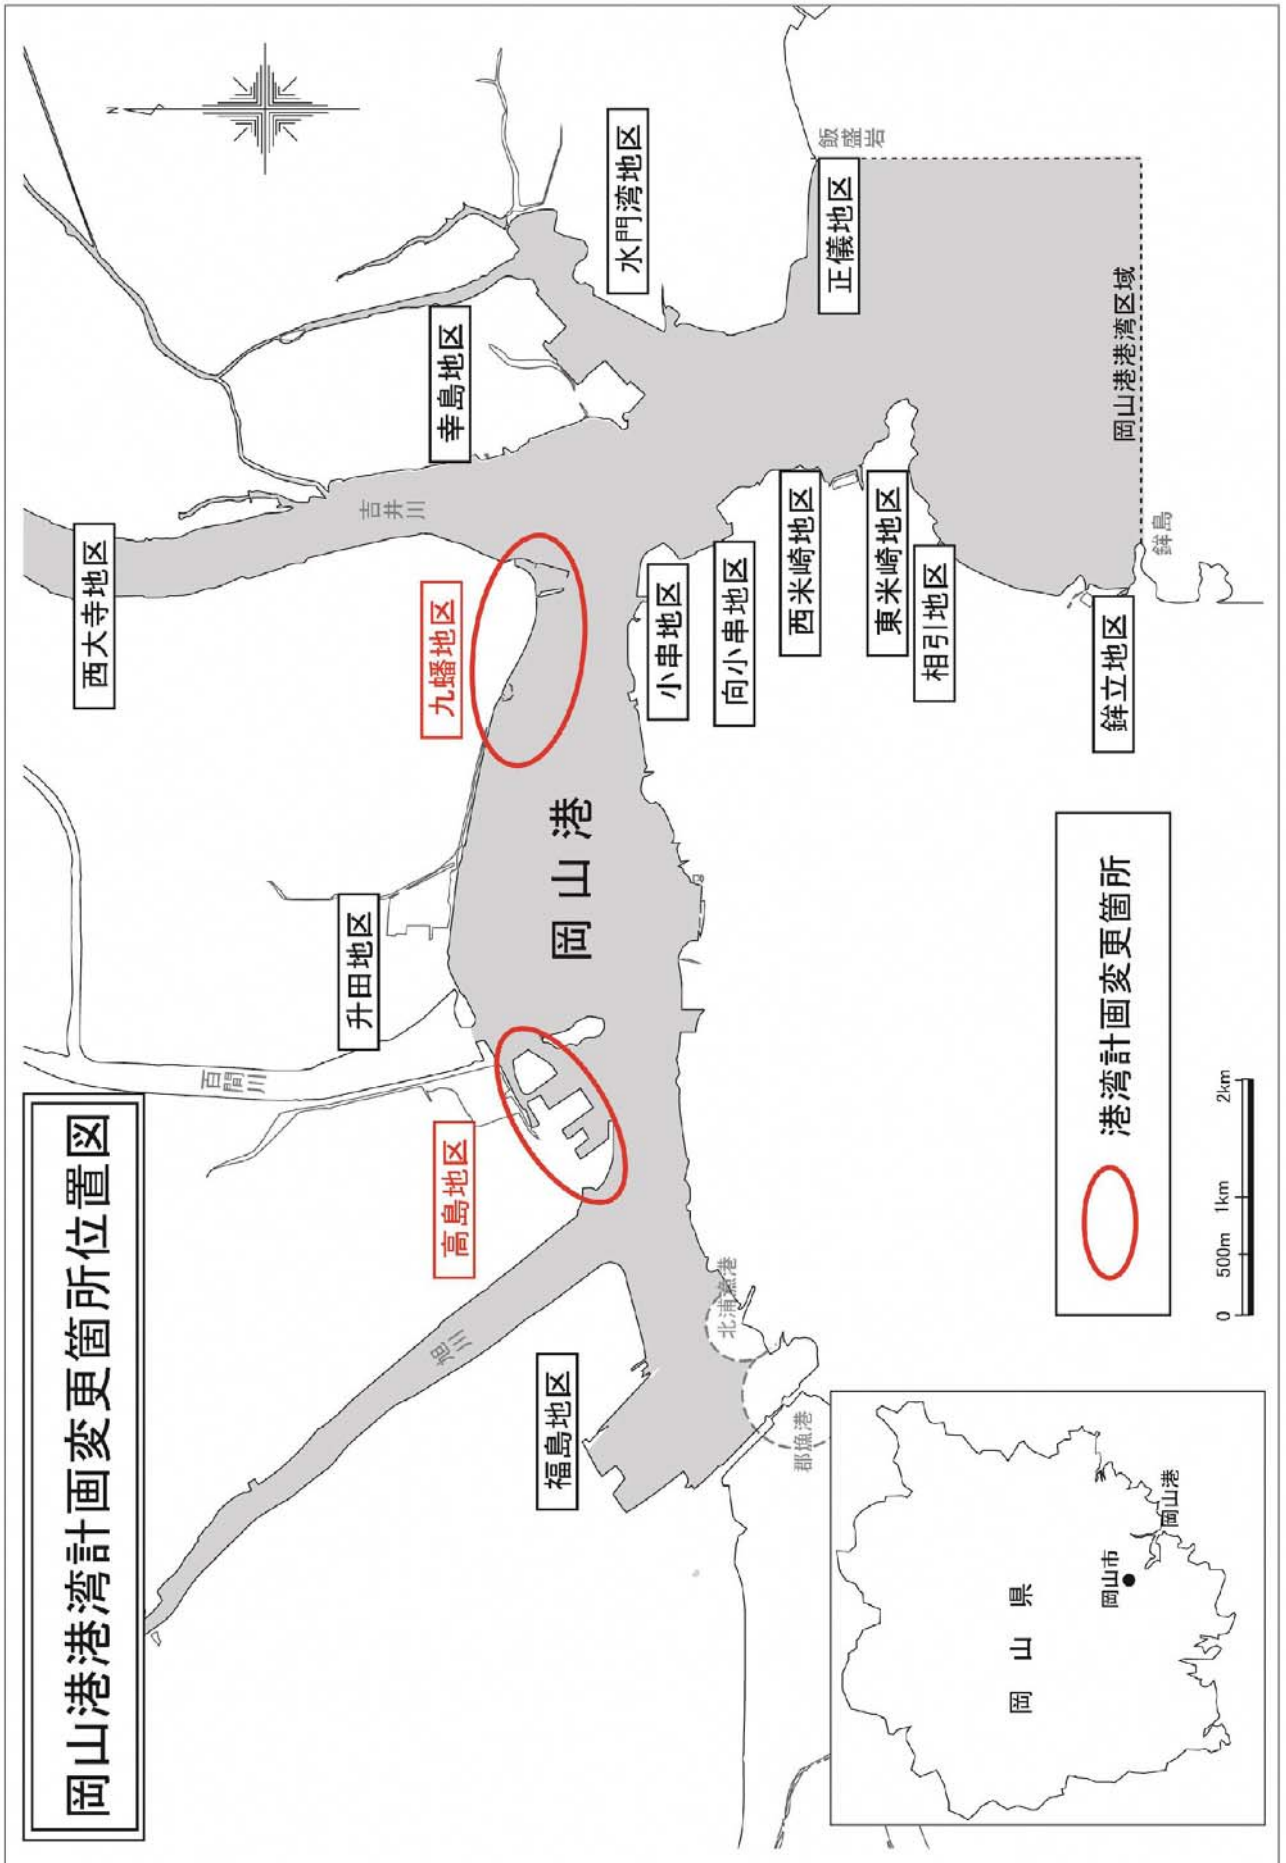 岡山港港湾計画変更箇所位置図
N
西大寺地区
水門湾地区
幸島地区
吉井川
百間川
升田地区
九蟠地区
高島地区
旭川
岡山港
福島地区
小串地区
向小串地区
西米崎地区
東米崎地区
相引地区
鉾立地区
正儀地区
飯盛岩
岡山港港湾区域
鉾島
北浦漁港
郡漁港
港湾計画変更箇所
0 500m 1km 2km
岡山県
岡山市
岡山港